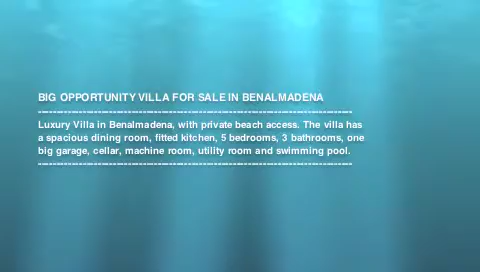 BIG OPPORTUNITY VILLA FOR SALE IN BENALMADENA
--------------------------------------------------------------------------------
Luxury Villa in Benalmadena, with private beach access. The villa has
a spacious dining room, fitted kitchen, 5 bedrooms, 3 bathrooms, one
big garage, cellar, machine room, utility room and swimming pool.
--------------------------------------------------------------------------------